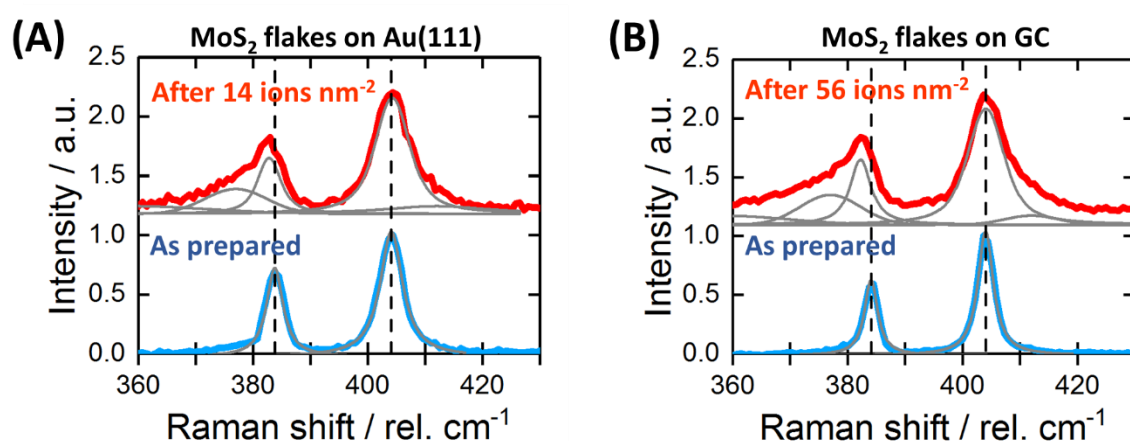 (A)
MoS₂ flakes on Au(111)
2.5
2.0
1.5
1.0
0.5
0.0
Intensity / a.u.
After 14 ions nm⁻²
As prepared
360 380 400 420
Raman shift / rel. cm⁻¹
(B)
MoS₂ flakes on GC
2.5
2.0
1.5
1.0
0.5
0.0
Intensity / a.u.
After 56 ions nm⁻²
As prepared
360 380 400 420
Raman shift / rel. cm⁻¹